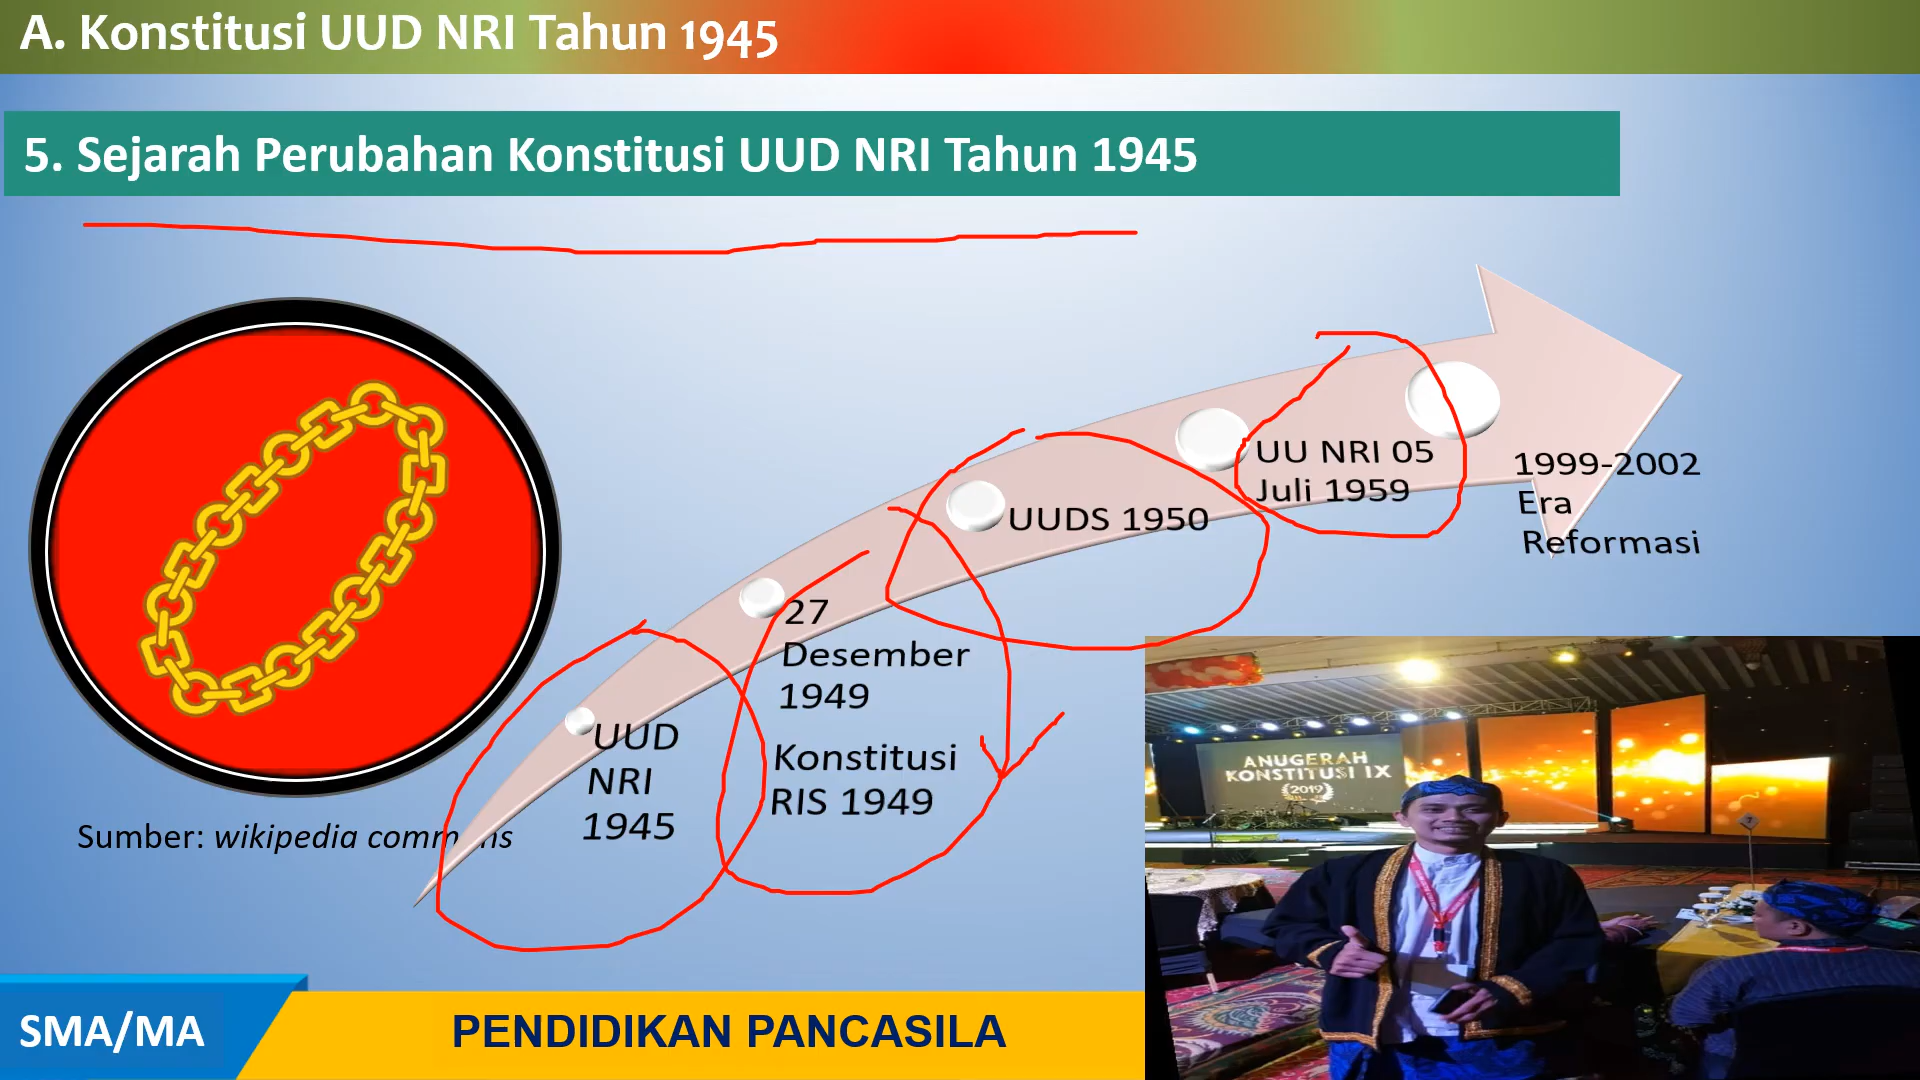 A. Konstitusi UUD NRI Tahun 1945
5. Sejarah Perubahan Konstitusi UUD NRI Tahun 1945
Sumber: wikipedia commons
UUD
NRI
1945
27
Desember
1949
Konstitusi
RIS 1949
UUDS 1950
UU NRI 05
Juli 1959
1999-2002
Era
Reformasi
ANUGERAH
KONSTITUSI IX
2019
SMA/MA
PENDIDIKAN PANCASILA